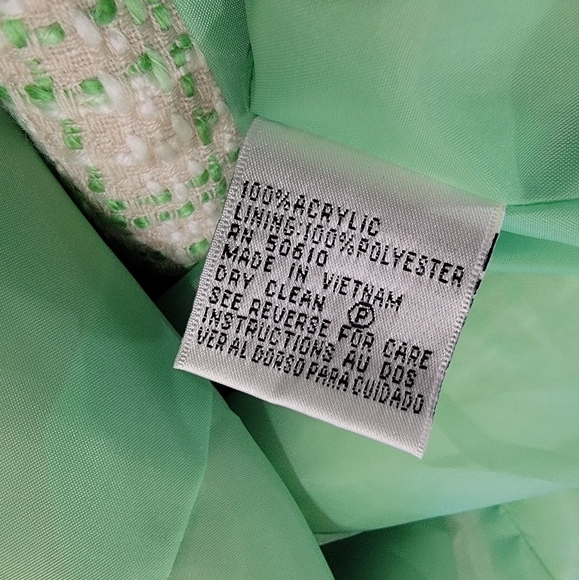 100%ACRYLIC
LINING:100%POLYESTER
RN 50610
MADE IN VIETNAM
DRY CLEAN Ⓟ
SEE REVERSE FOR CARE
INSTRUCTIONS AU DOS
VER AL DORSO PARA CUIDADO